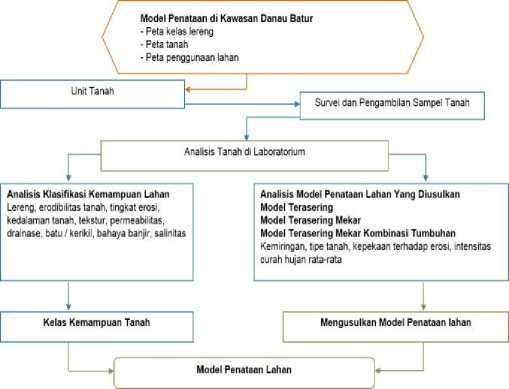 Model Penataan di Kawasan Danau Batur
- Peta kelas lereng
- Peta tanah
- Peta penggunaan lahan
Unit Tanah
Survei dan Pengambilan Sampel Tanah
Analisis Tanah di Laboratorium
Analisis Klasifikasi Kemampuan Lahan
Lereng, erodibilitas tanah, tingkat erosi,
kedalaman tanah, tekstur, permeabilitas,
drainase, batu / kerikil, bahaya banjir, salinitas
Analisis Model Penataan Lahan Yang Diusulkan
Model Terasering
Model Terasering Mekar
Model Terasering Mekar Kombinasi Tumbuhan
Kemiringan, tipe tanah, kepekaan terhadap erosi, intensitas
curah hujan rata-rata
Kelas Kemampuan Tanah
Mengusulkan Model Penataan lahan
Model Penataan Lahan